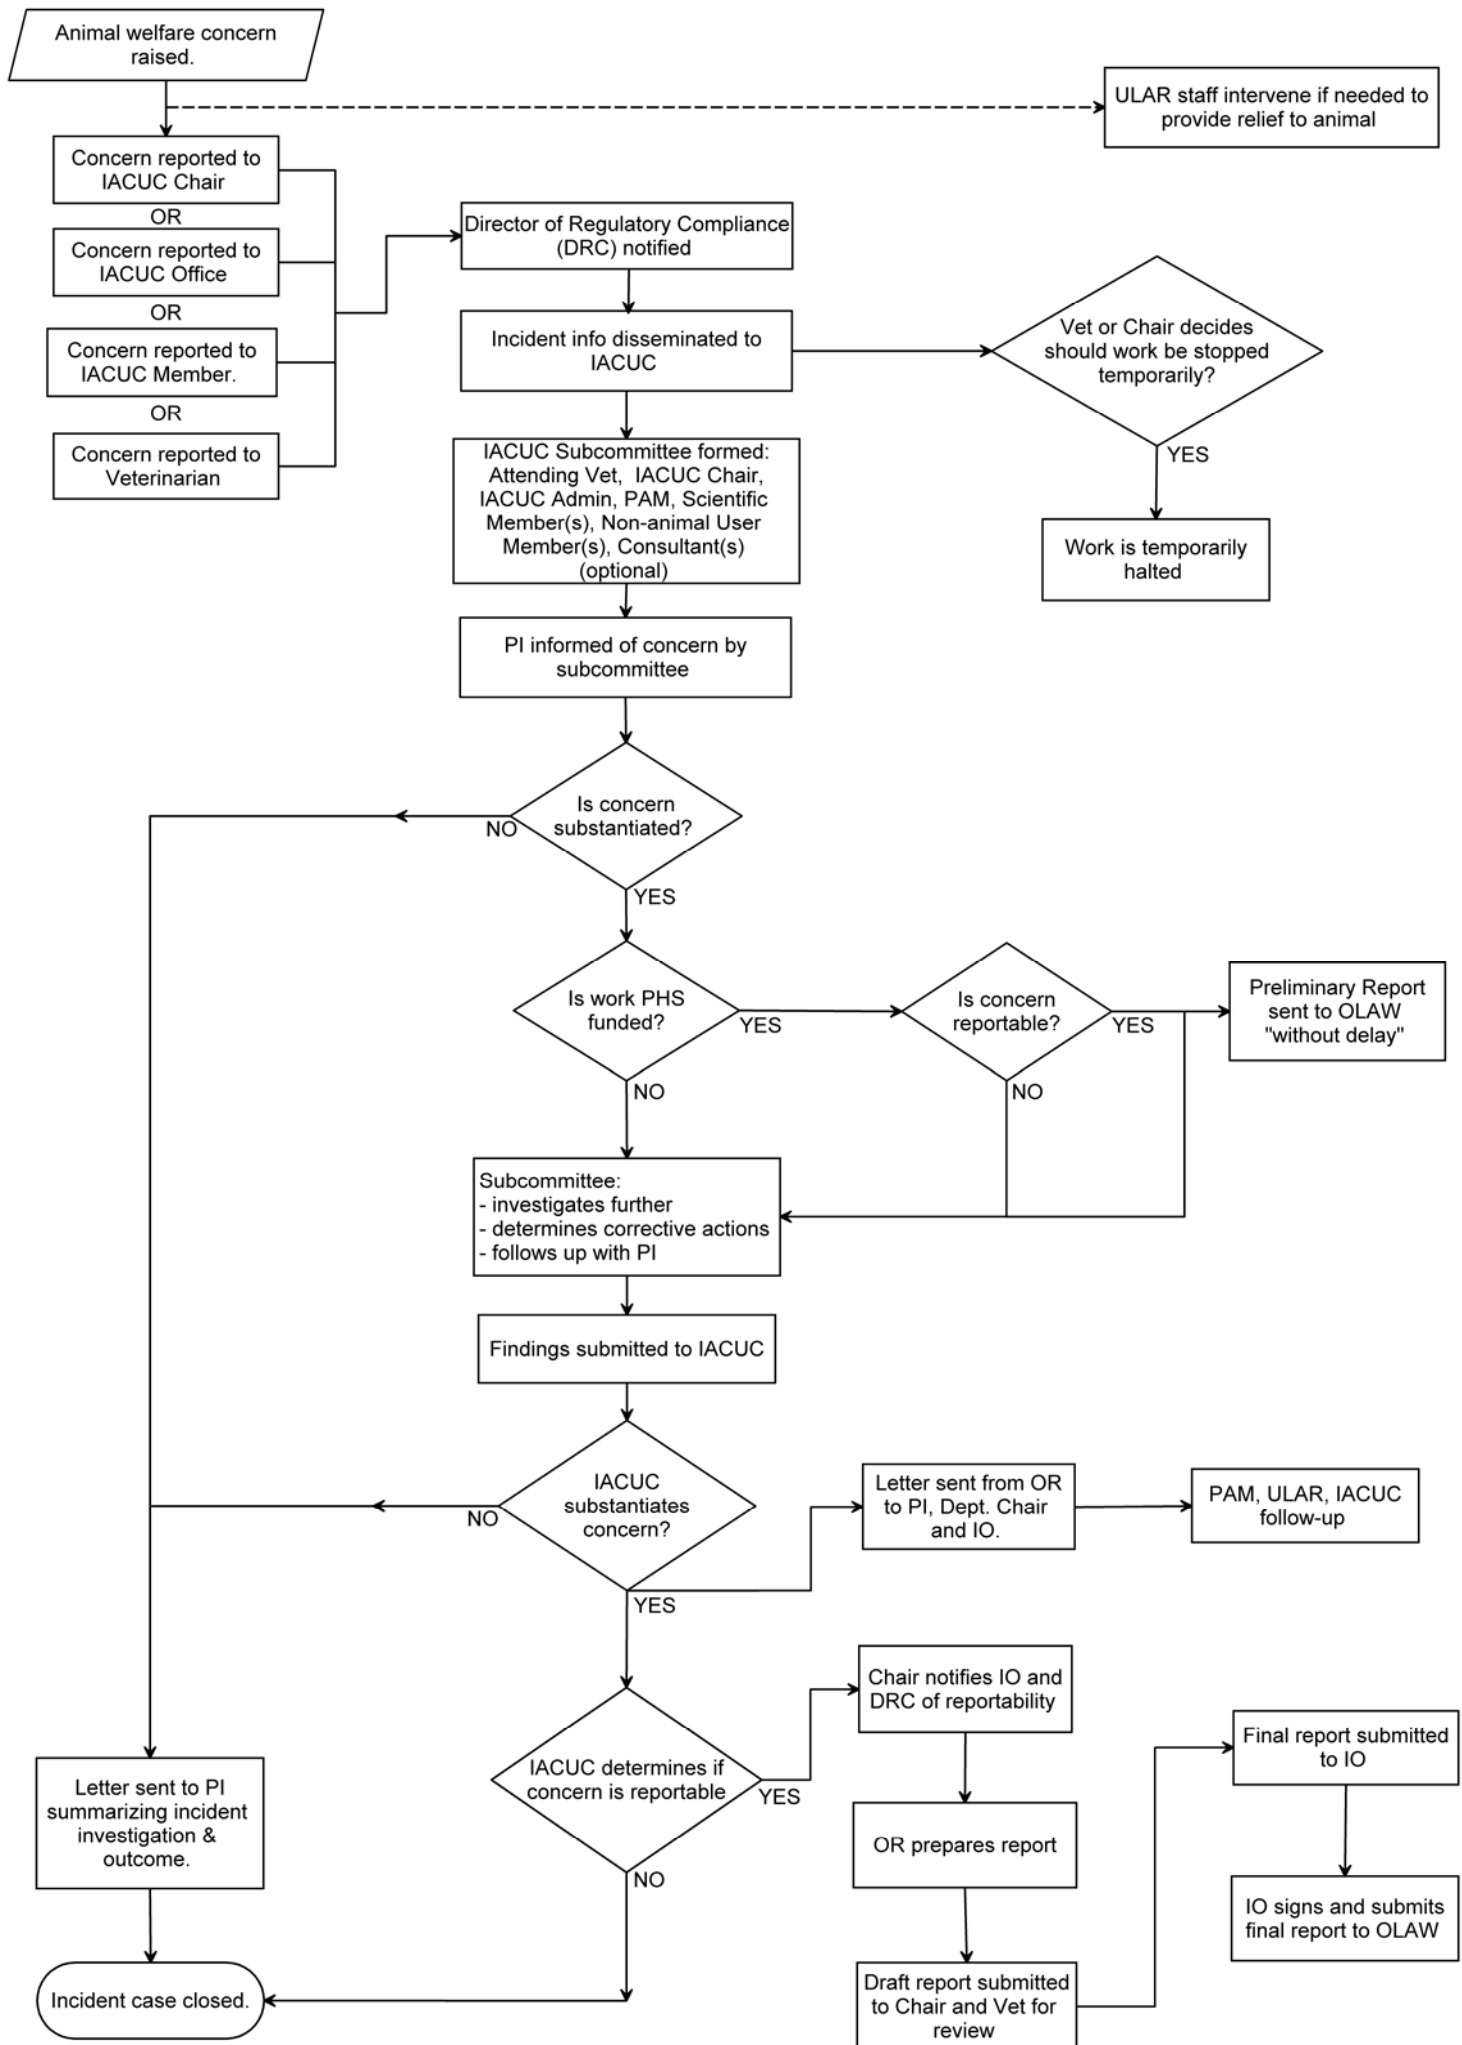 Animal welfare concern
raised.
ULAR staff intervene if needed to
provide relief to animal
Concern reported to
IACUC Chair
OR
Concern reported to
IACUC Office
OR
Concern reported to
IACUC Member.
OR
Concern reported to
Veterinarian
Director of Regulatory Compliance
(DRC) notified
Incident info disseminated to
IACUC
Vet or Chair decides
should work be stopped
temporarily?
YES
Work is temporarily
halted
IACUC Subcommittee formed:
Attending Vet,  IACUC Chair,
IACUC Admin, PAM, Scientific
Member(s), Non-animal User
Member(s), Consultant(s)
(optional)
PI informed of concern by
subcommittee
Is concern
substantiated?
NO
YES
Is work PHS
funded?
YES
NO
Is concern
reportable?
YES
NO
Preliminary Report
sent to OLAW
"without delay"
Subcommittee:
- investigates further
- determines corrective actions
- follows up with PI
Findings submitted to IACUC
IACUC
substantiates
concern?
NO
YES
Letter sent from OR
to PI, Dept. Chair
and IO.
PAM, ULAR, IACUC
follow-up
IACUC determines if
concern is reportable
YES
NO
Chair notifies IO and
DRC of reportability
OR prepares report
Draft report submitted
to Chair and Vet for
review
Final report submitted
to IO
IO signs and submits
final report to OLAW
Letter sent to PI
summarizing incident
investigation &
outcome.
Incident case closed.